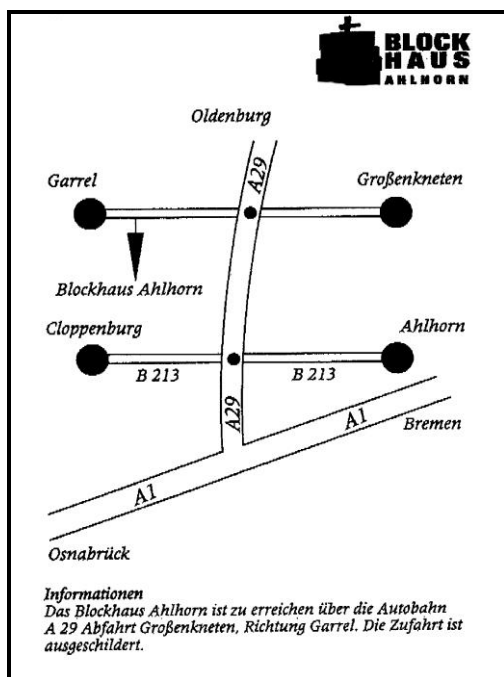 BLOCK
HAUS
AHLHORN
Oldenburg
A29
Garrel
Großenkneten
Blockhaus Ahlhorn
Cloppenburg
Ahlhorn
B 213
B 213
A29
A1
Bremen
A1
Osnabrück
Informationen
Das Blockhaus Ahlhorn ist zu erreichen über die Autobahn
A 29 Abfahrt Großenkneten, Richtung Garrel. Die Zufahrt ist
ausgeschildert.